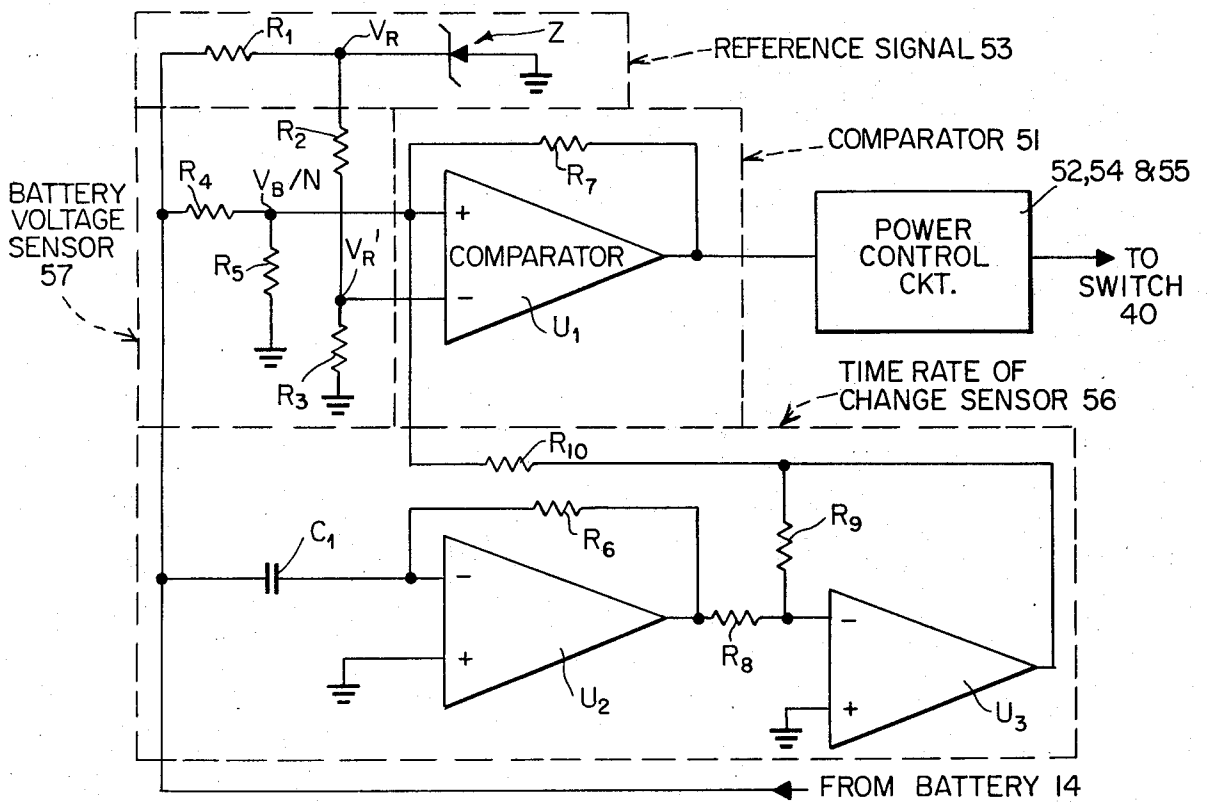 R1
VR
Z
REFERENCE SIGNAL 53
R2
R7
COMPARATOR 51
BATTERY
VOLTAGE
SENSOR
57
R4
VB/N
R5
VR'
R3
+
COMPARATOR
−
U1
52,54 & 55
POWER
CONTROL
CKT.
TO
SWITCH
40
TIME RATE OF
CHANGE SENSOR 56
R10
R6
R9
C1
−
+
U2
R8
−
+
U3
FROM BATTERY 14